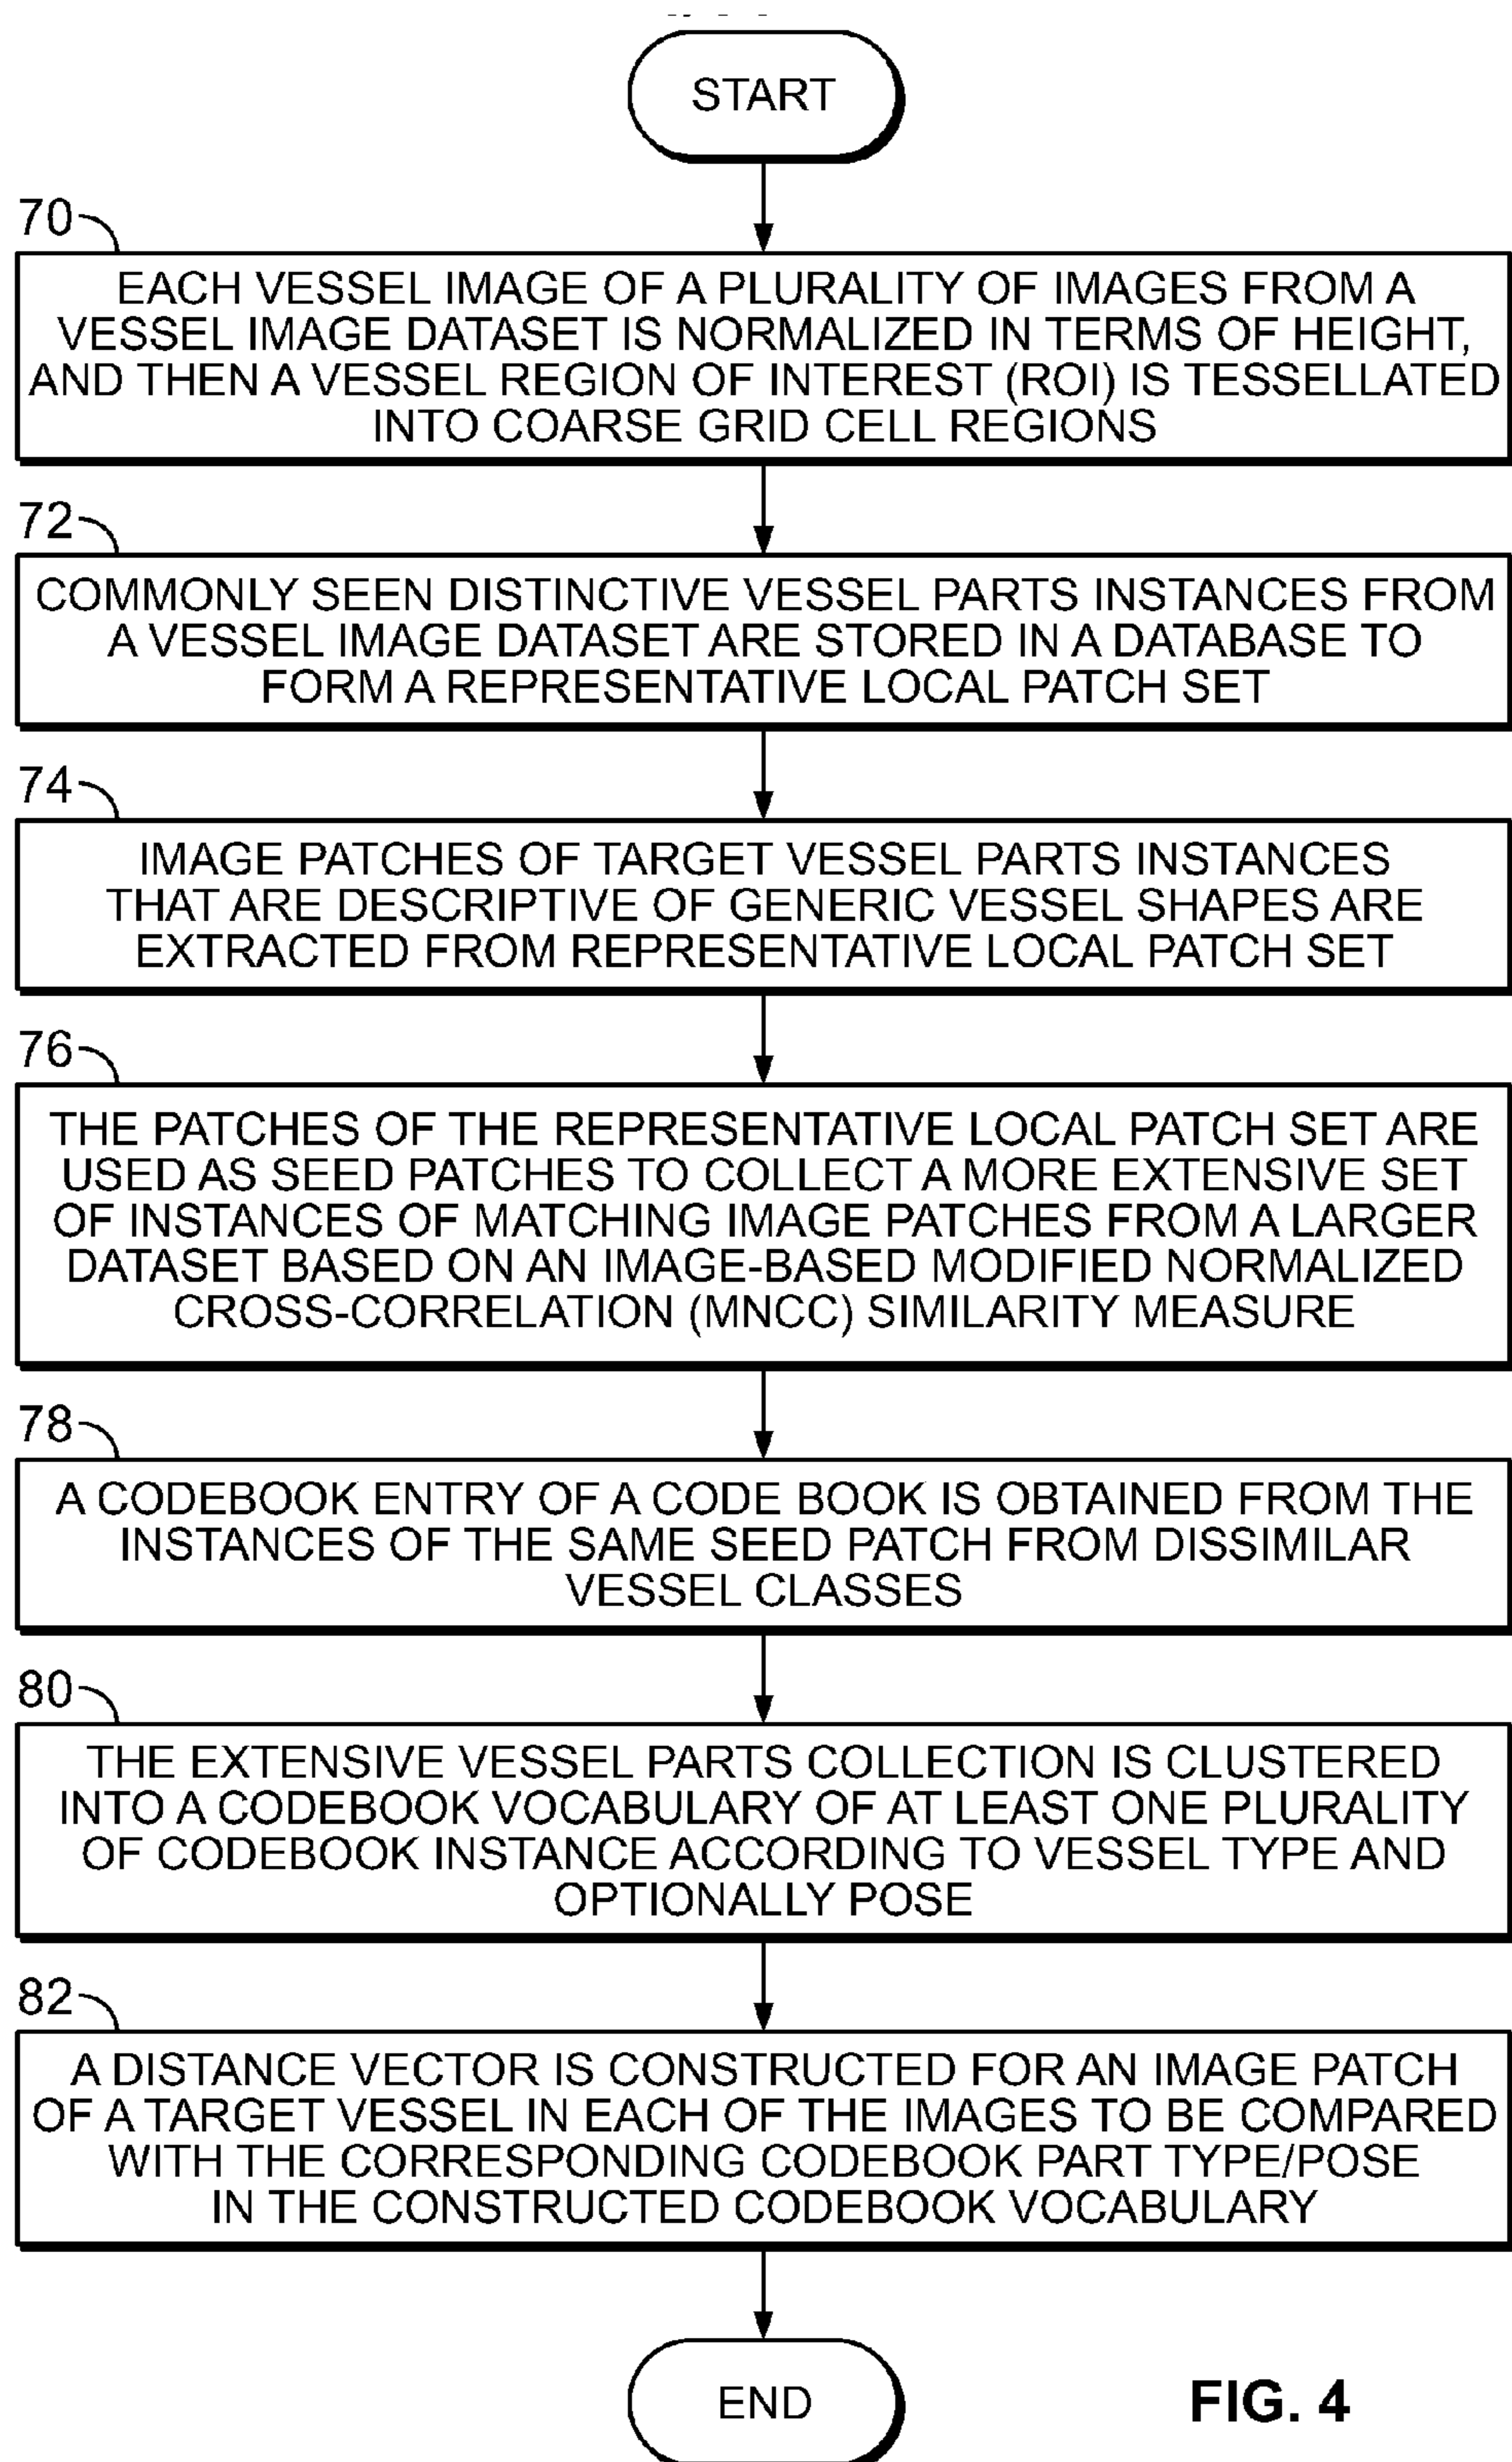 START
70
EACH VESSEL IMAGE OF A PLURALITY OF IMAGES FROM A
VESSEL IMAGE DATASET IS NORMALIZED IN TERMS OF HEIGHT,
AND THEN A VESSEL REGION OF INTEREST (ROI) IS TESSELLATED
INTO COARSE GRID CELL REGIONS
72
COMMONLY SEEN DISTINCTIVE VESSEL PARTS INSTANCES FROM
A VESSEL IMAGE DATASET ARE STORED IN A DATABASE TO
FORM A REPRESENTATIVE LOCAL PATCH SET
74
IMAGE PATCHES OF TARGET VESSEL PARTS INSTANCES
THAT ARE DESCRIPTIVE OF GENERIC VESSEL SHAPES ARE
EXTRACTED FROM REPRESENTATIVE LOCAL PATCH SET
76
THE PATCHES OF THE REPRESENTATIVE LOCAL PATCH SET ARE
USED AS SEED PATCHES TO COLLECT A MORE EXTENSIVE SET
OF INSTANCES OF MATCHING IMAGE PATCHES FROM A LARGER
DATASET BASED ON AN IMAGE-BASED MODIFIED NORMALIZED
CROSS-CORRELATION (MNCC) SIMILARITY MEASURE
78
A CODEBOOK ENTRY OF A CODE BOOK IS OBTAINED FROM THE
INSTANCES OF THE SAME SEED PATCH FROM DISSIMILAR
VESSEL CLASSES
80
THE EXTENSIVE VESSEL PARTS COLLECTION IS CLUSTERED
INTO A CODEBOOK VOCABULARY OF AT LEAST ONE PLURALITY
OF CODEBOOK INSTANCE ACCORDING TO VESSEL TYPE AND
OPTIONALLY POSE
82
A DISTANCE VECTOR IS CONSTRUCTED FOR AN IMAGE PATCH
OF A TARGET VESSEL IN EACH OF THE IMAGES TO BE COMPARED
WITH THE CORRESPONDING CODEBOOK PART TYPE/POSE
IN THE CONSTRUCTED CODEBOOK VOCABULARY
END
FIG. 4